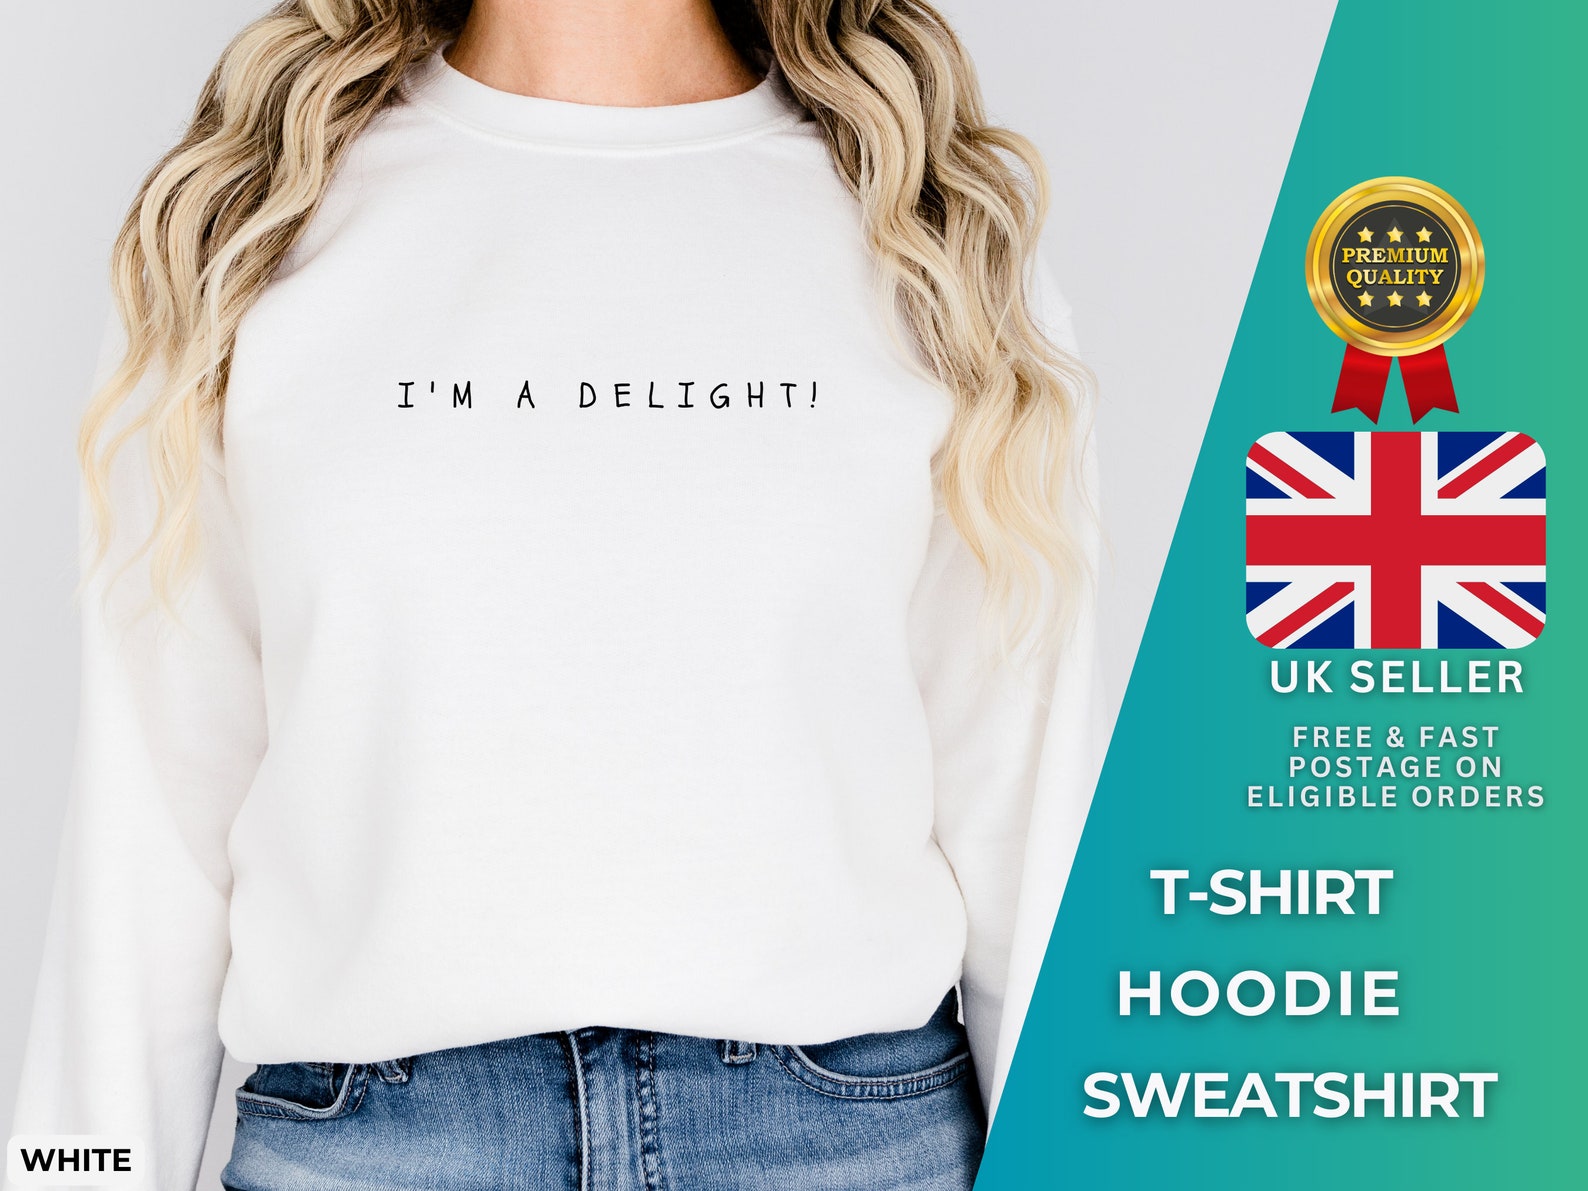 I'M A DELIGHT!
PREMIUM
QUALITY
UK SELLER
FREE & FAST
POSTAGE ON
ELIGIBLE ORDERS
T-SHIRT
HOODIE
SWEATSHIRT
WHITE